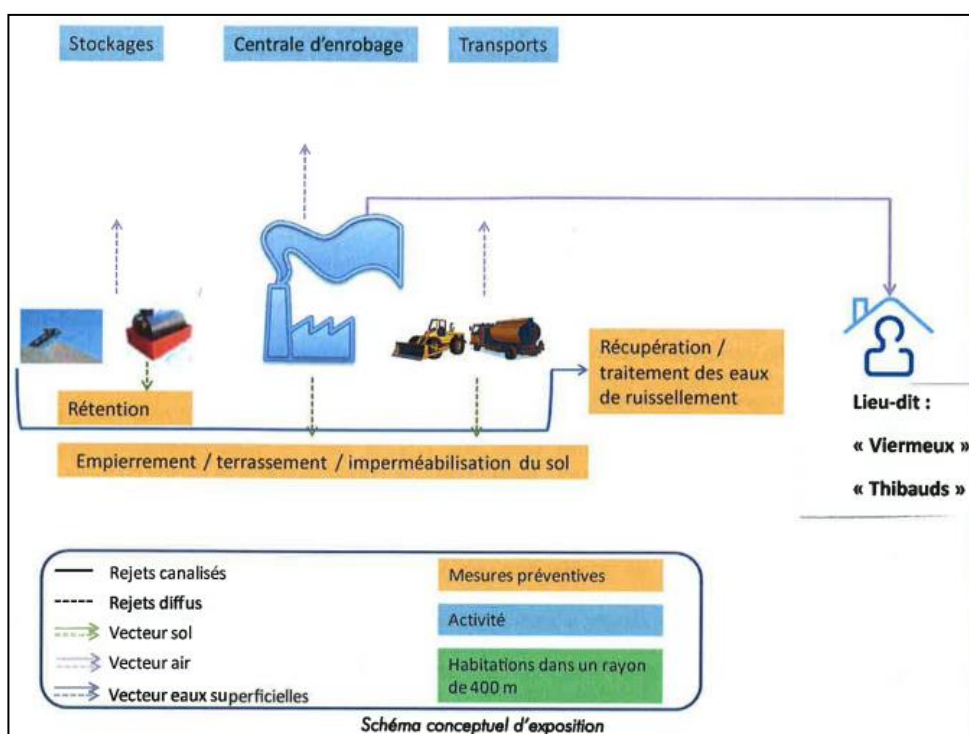 Stockages
Centrale d'enrobage
Transports
Récupération /
traitement des eaux
de ruissellement
Rétention
Lieu-dit :
« Viermeux »
« Thibauds »
Empierrement / terrassement / imperméabilisation du sol
Rejets canalisés
Rejets diffus
Vecteur sol
Vecteur air
Vecteur eaux superficielles
Mesures préventives
Activité
Habitations dans un rayon
de 400 m
Schéma conceptuel d'exposition